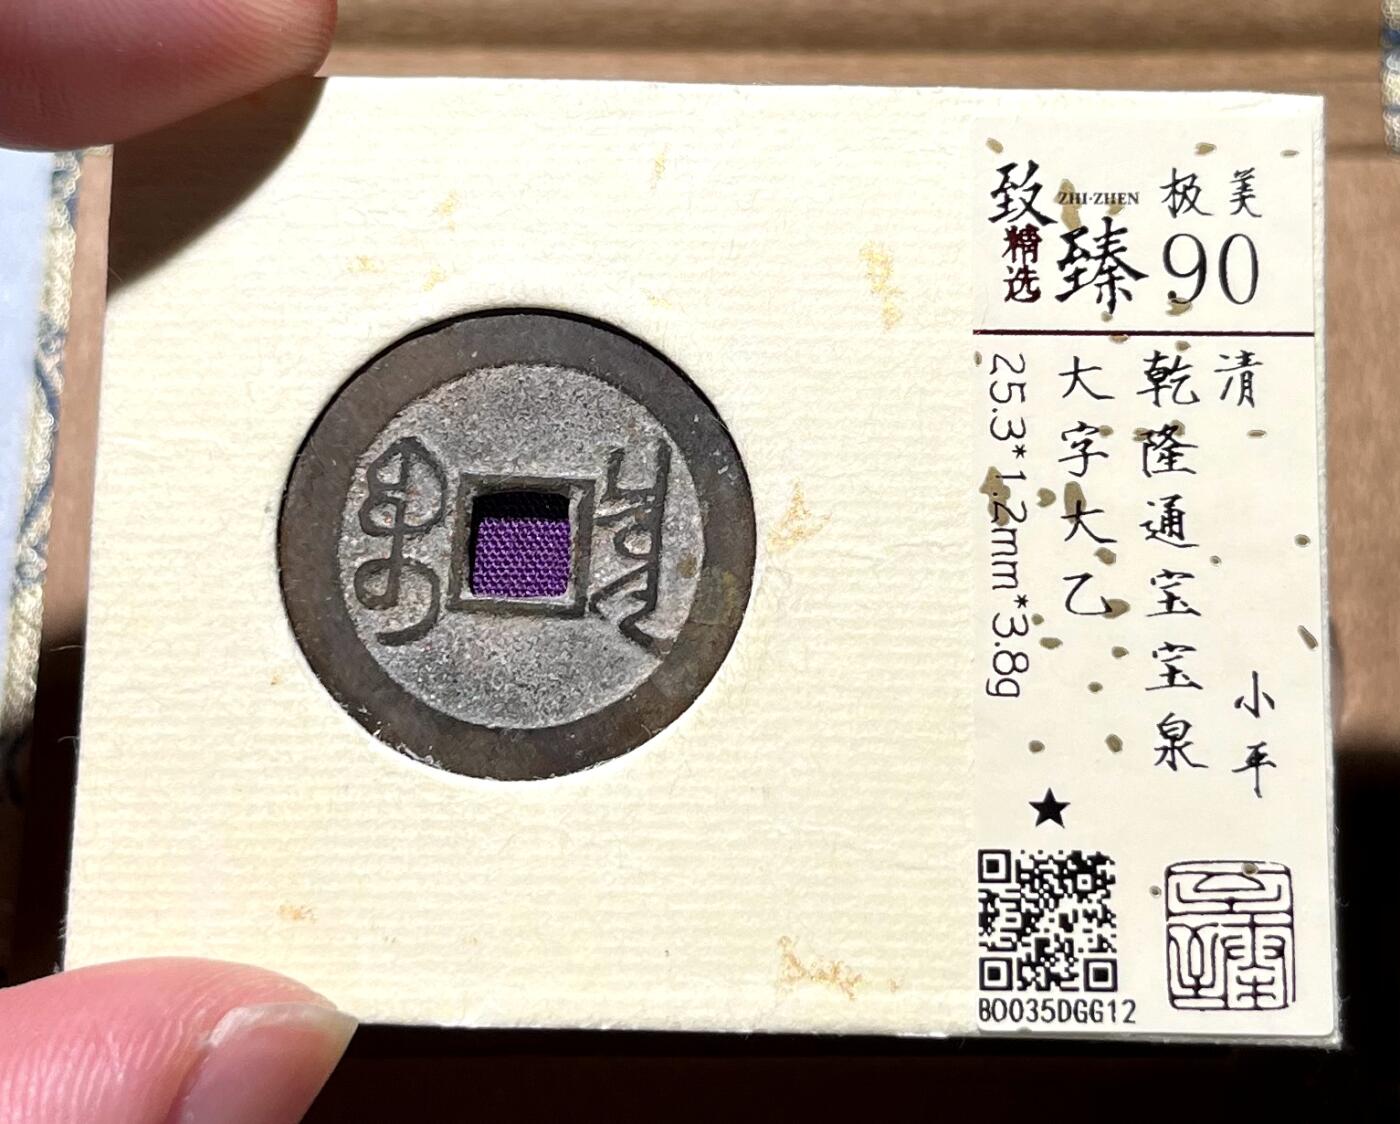 致臻
ZHI·ZHEN
精选
极美
90
清
小平
乾隆通宝宝泉
大字大乙
25.3*1.2mm*3.8g
B0035DGG12